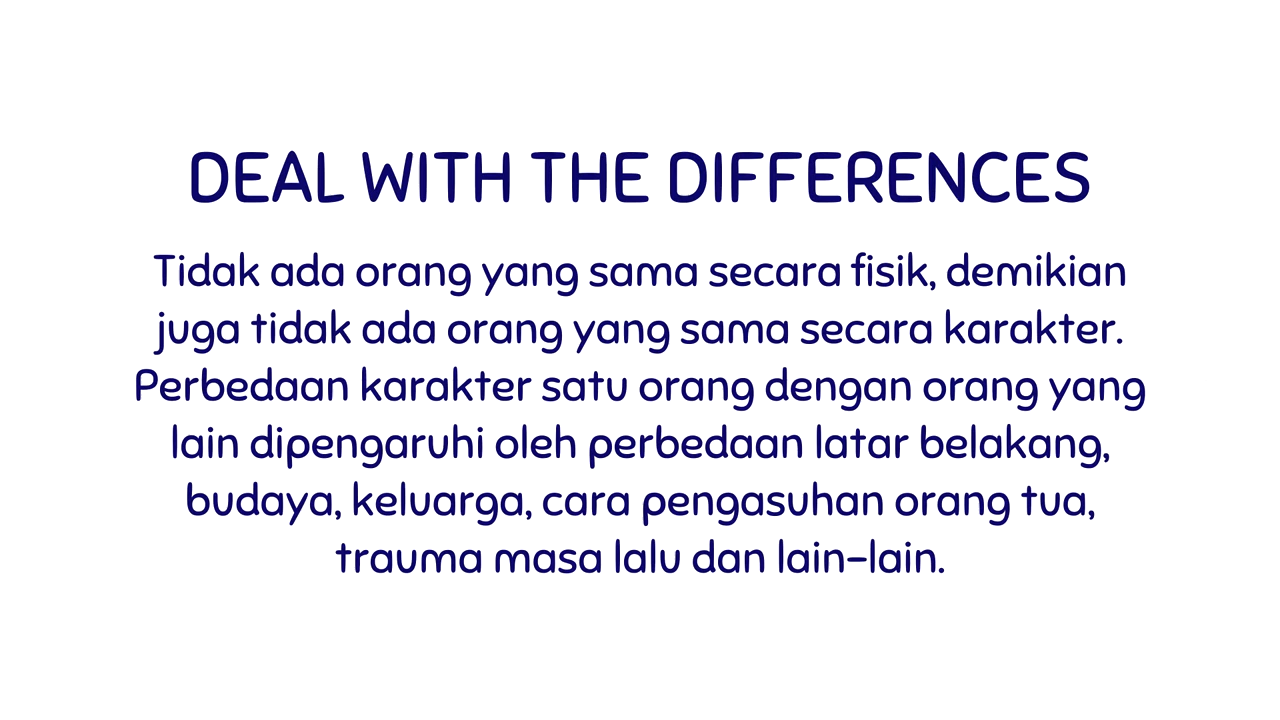 DEAL WITH THE DIFFERENCES
Tidak ada orang yang sama secara fisik, demikian
juga tidak ada orang yang sama secara karakter.
Perbedaan karakter satu orang dengan orang yang
lain dipengaruhi oleh perbedaan latar belakang,
budaya, keluarga, cara pengasuhan orang tua,
trauma masa lalu dan lain-lain.